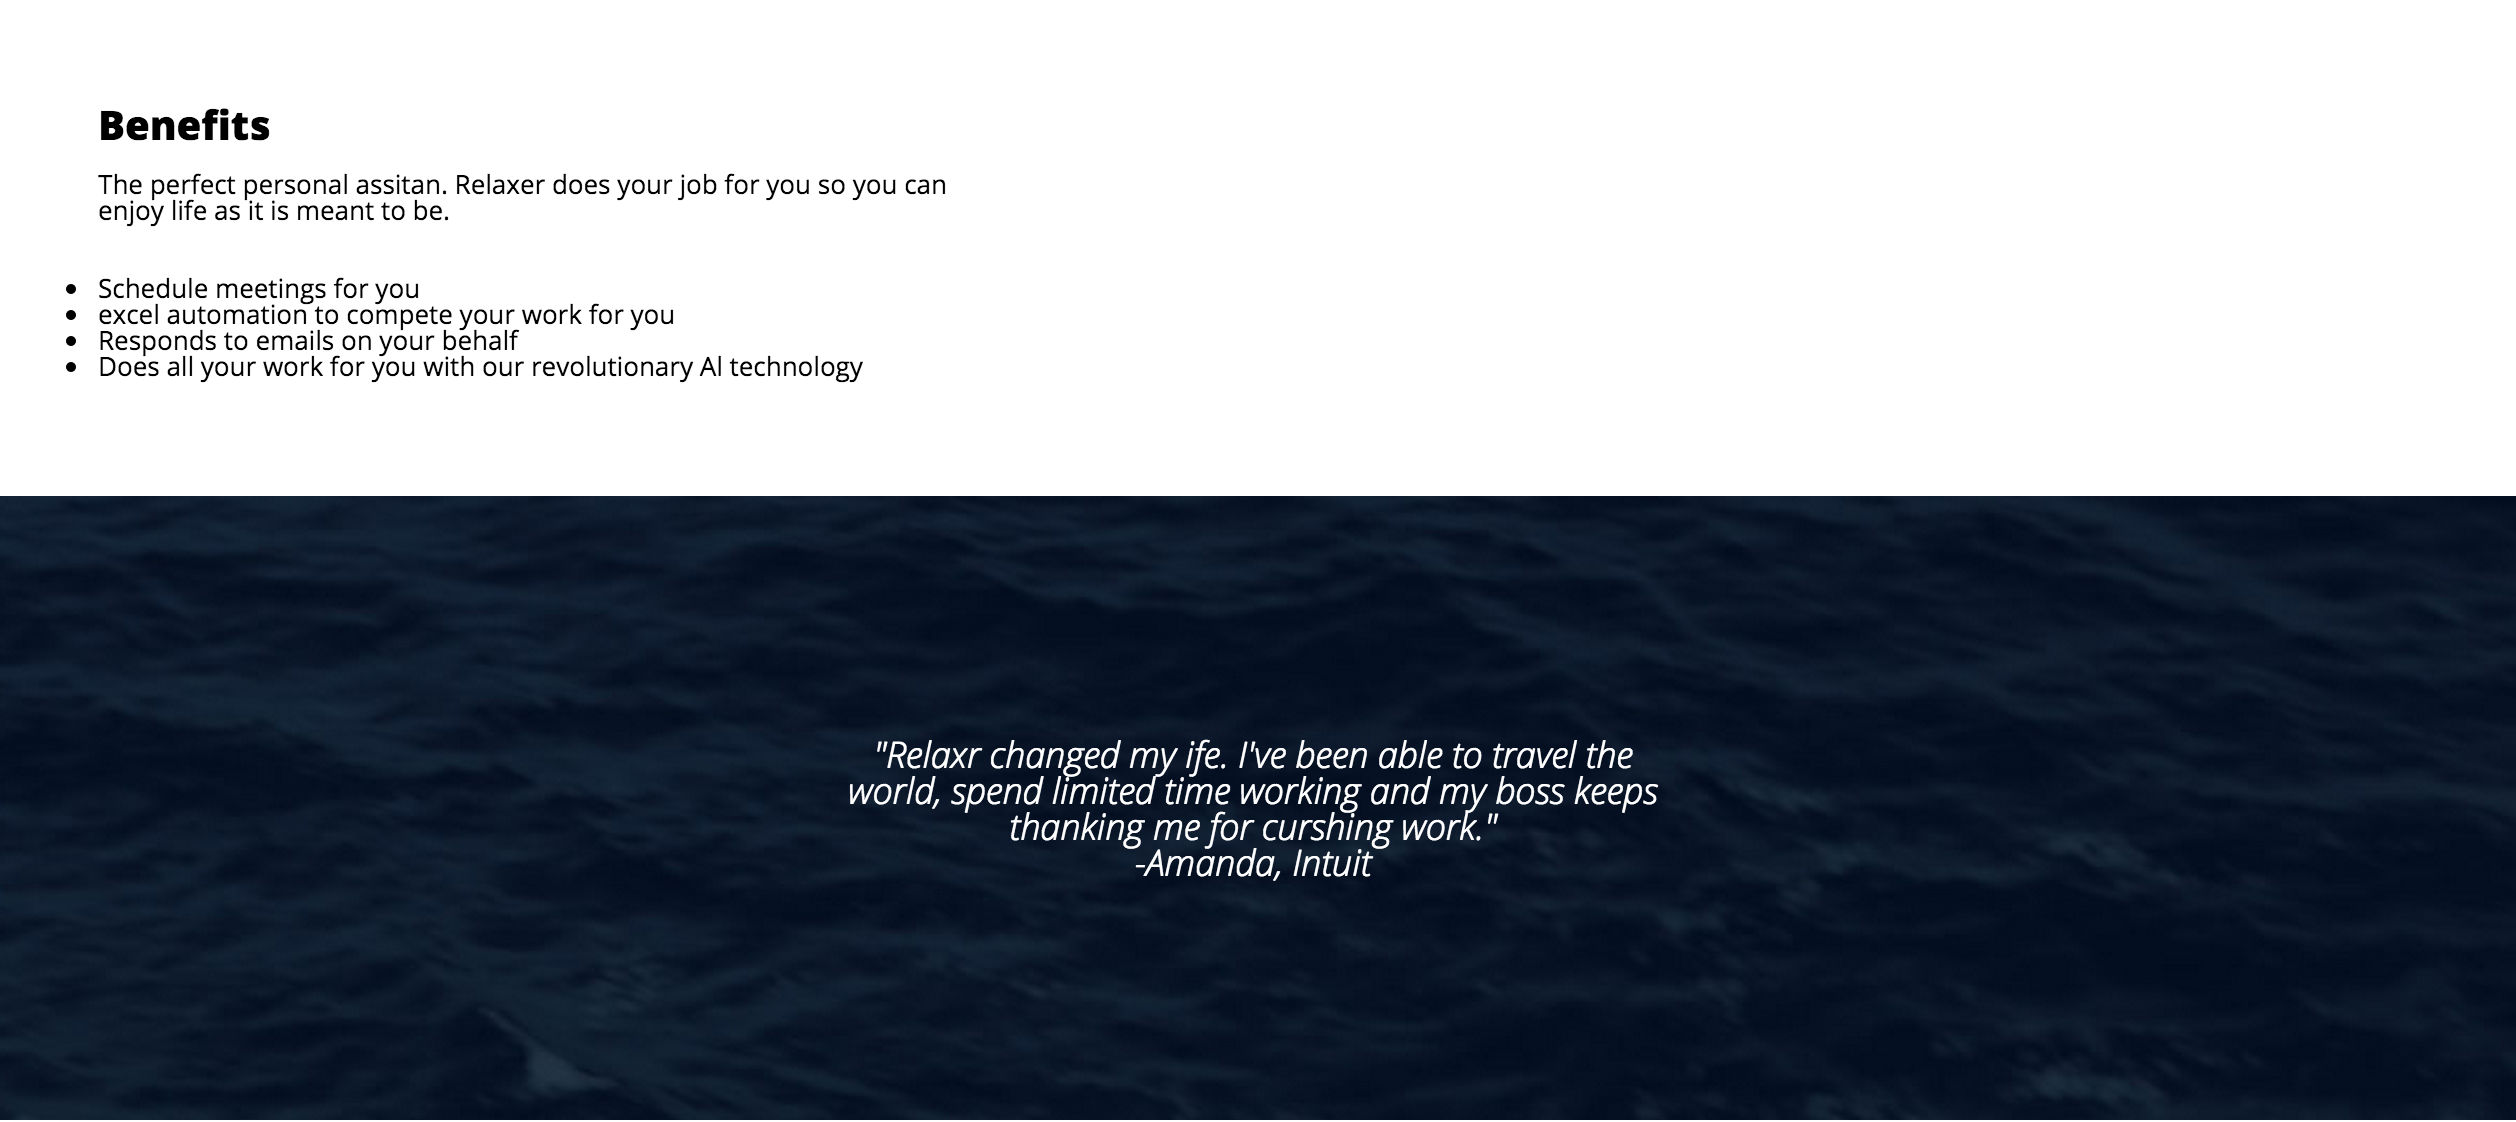 Benefits
The perfect personal assitan. Relaxer does your job for you so you can
enjoy life as it is meant to be.
Schedule meetings for you
excel automation to compete your work for you
Responds to emails on your behalf
Does all your work for you with our revolutionary Al technology
"Relaxr changed my ife. I've been able to travel the
world, spend limited time working and my boss keeps
thanking me for curshing work."
-Amanda, Intuit